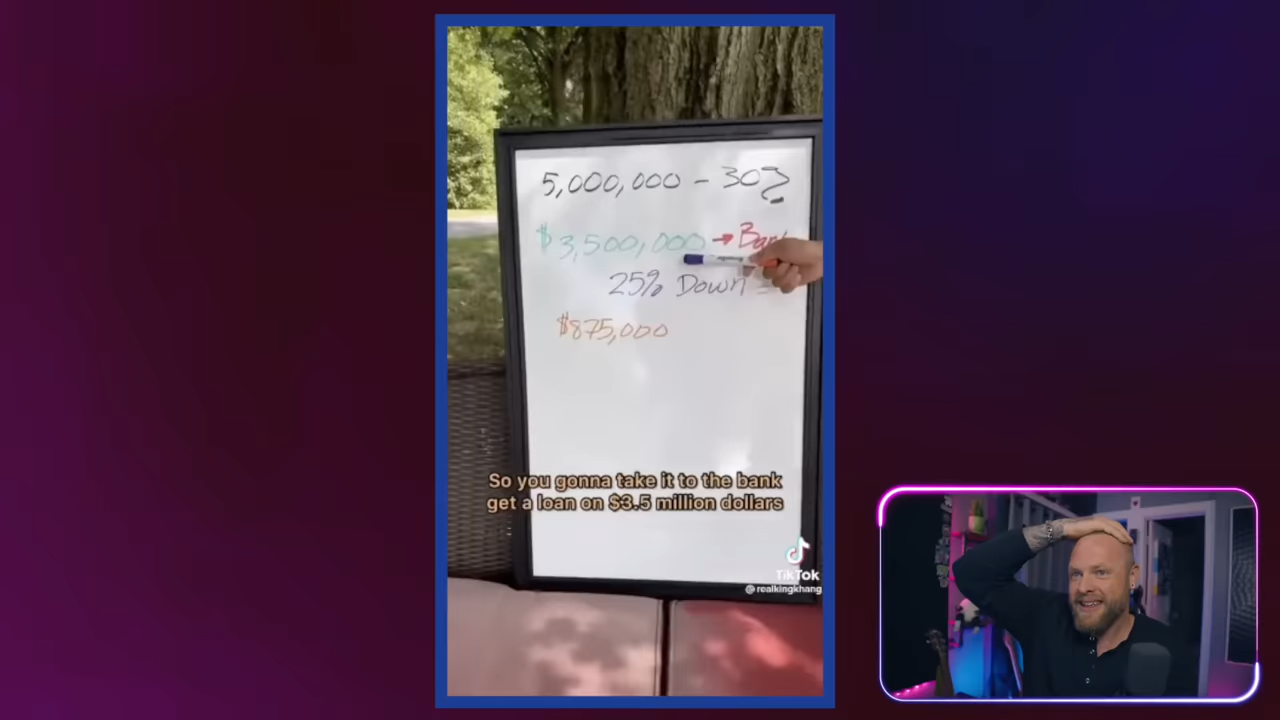 5,000,000 - 30%
$3,500,000 → Bank
25% Down
$875,000
So you gonna take it to the bank
get a loan on $3.5 million dollars
TikTok
@realkingkhang